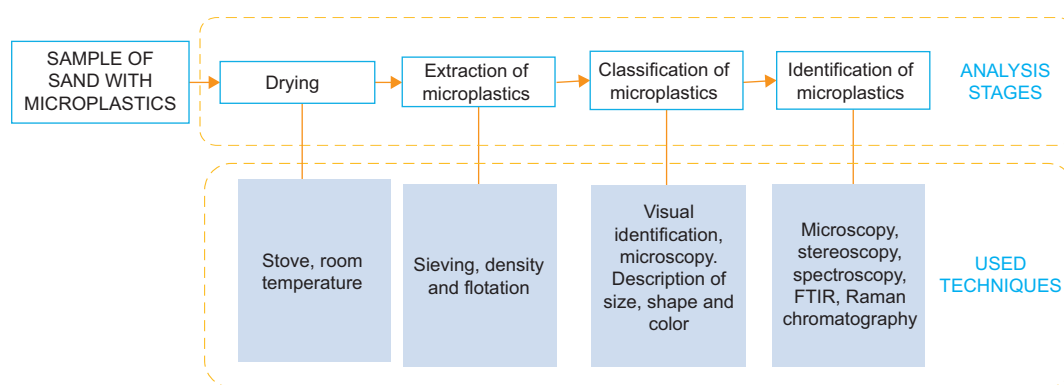 SAMPLE OF
SAND WITH
MICROPLASTICS
Drying
Extraction of
microplastics
Classification of
microplastics
Identification of
microplastics
ANALYSIS
STAGES
Stove, room
temperature
Sieving, density
and flotation
Visual
identification,
microscopy.
Description of
size, shape and
color
Microscopy,
stereoscopy,
spectroscopy,
FTIR, Raman
chromatography
USED
TECHNIQUES